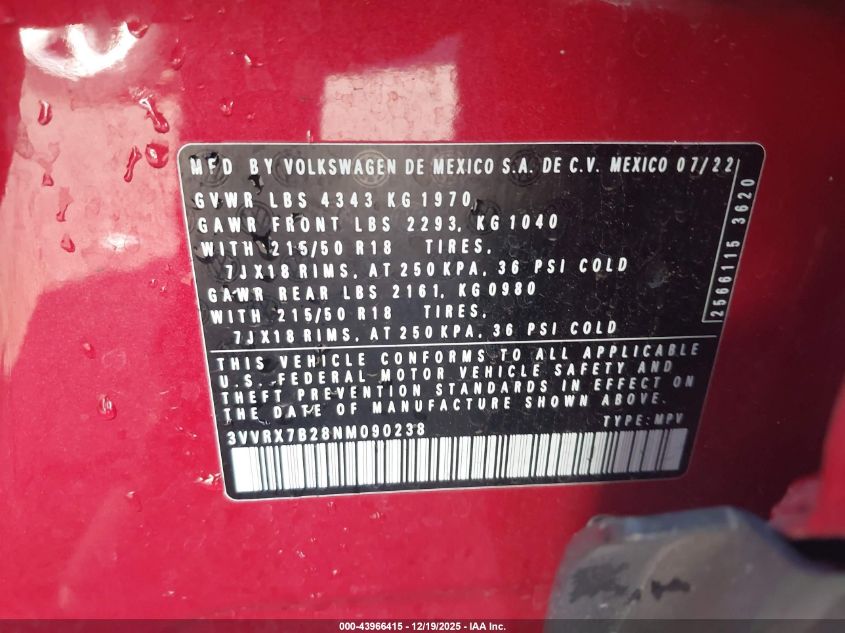 MFD BY VOLKSWAGEN DE MEXICO S.A. DE C.V. MEXICO 07/22
GVWR LBS 4343 KG 1970,
GAWR FRONT LBS 2293, KG 1040
WITH 215/50 R18 TIRES,
7JX18 RIMS, AT 250 KPA, 36 PSI COLD
GAWR REAR LBS 2161, KG 0980
WITH 215/50 R18 TIRES,
7JX18 RIMS, AT 250 KPA, 36 PSI COLD
THIS VEHICLE CONFORMS TO ALL APPLICABLE
U.S. FEDERAL MOTOR VEHICLE SAFETY AND
THEFT PREVENTION STANDARDS IN EFFECT ON
THE DATE OF MANUFACTURE SHOWN ABOVE.
3VVRX7B28NM090238 TYPE: MPV
2566115 3620
000-43966415 - 12/19/2025 - IAA Inc.